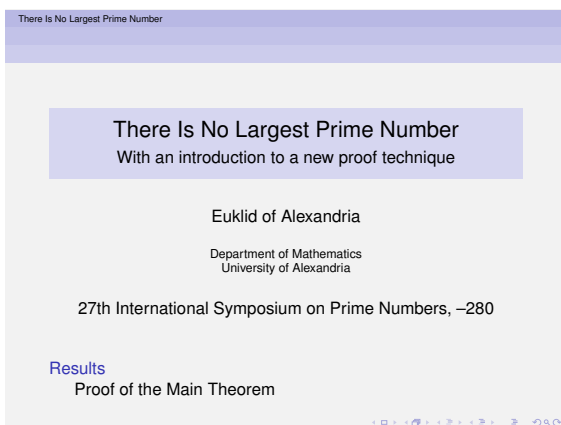 There Is No Largest Prime Number
There Is No Largest Prime Number
With an introduction to a new proof technique
Euklid of Alexandria
Department of Mathematics
University of Alexandria
27th International Symposium on Prime Numbers, –280
Results
Proof of the Main Theorem